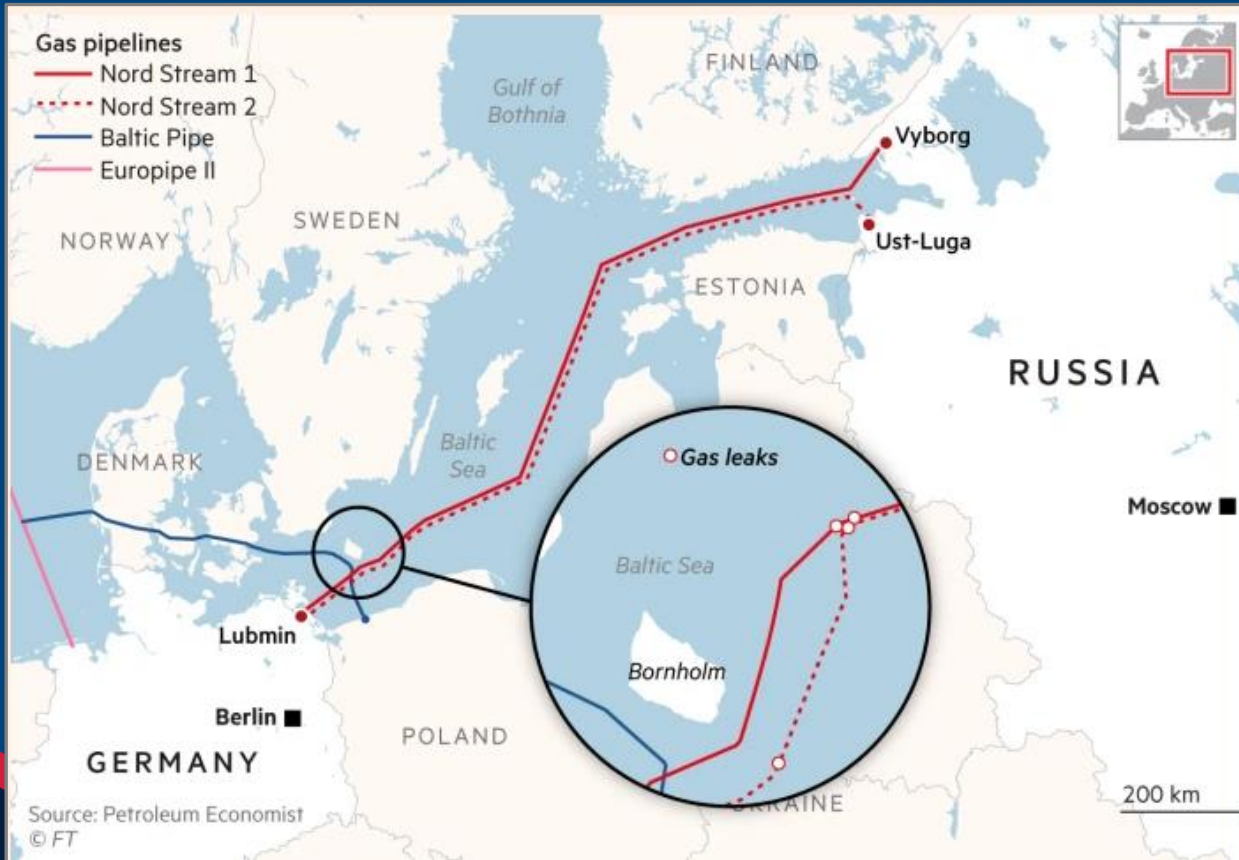 Gas pipelines
Nord Stream 1
Nord Stream 2
Baltic Pipe
Europipe II
FINLAND
Gulf of
Bothnia
Vyborg
SWEDEN
NORWAY
Ust-Luga
ESTONIA
RUSSIA
Baltic
Sea
DENMARK
Gas leaks
Moscow
Baltic Sea
Lubmin
Bornholm
Berlin
POLAND
GERMANY
UKRAINE
200 km
Source: Petroleum Economist
© FT